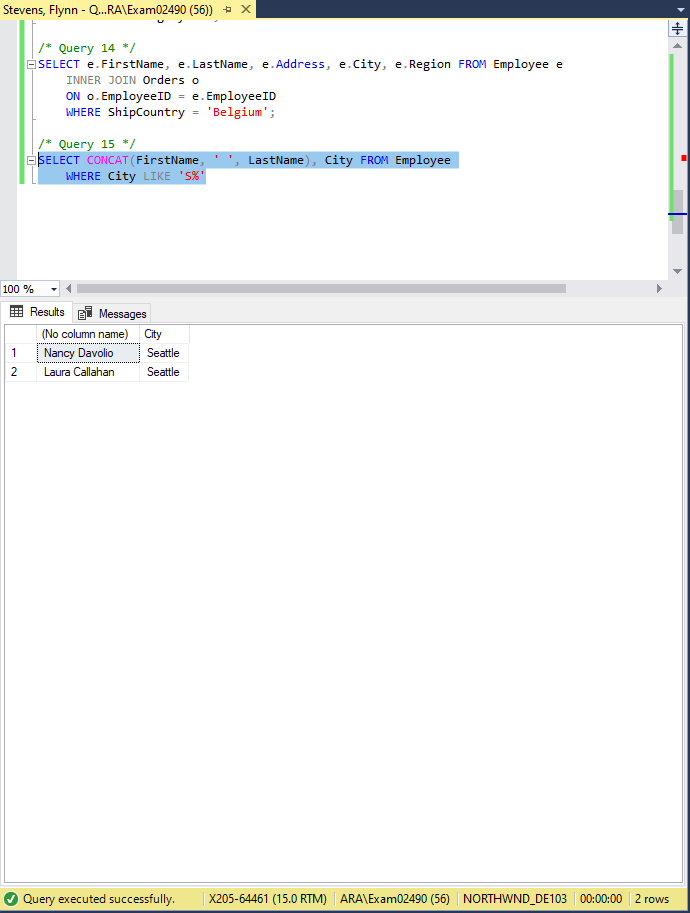 Stevens, Flynn - Q...RA\Exam02490 (56))
/* Query 14 */
SELECT e.FirstName, e.LastName, e.Address, e.City, e.Region FROM Employee e
INNER JOIN Orders o
ON o.EmployeeID = e.EmployeeID
WHERE ShipCountry = 'Belgium';
/* Query 15 */
SELECT CONCAT(FirstName, ' ', LastName), City FROM Employee
WHERE City LIKE 'S%'
100 %
Results Messages
(No column name) City
1 Nancy Davolio Seattle
2 Laura Callahan Seattle
Query executed successfully. X205-64461 (15.0 RTM) ARA\Exam02490 (56) NORTHWND_DE103 00:00:00 2 rows